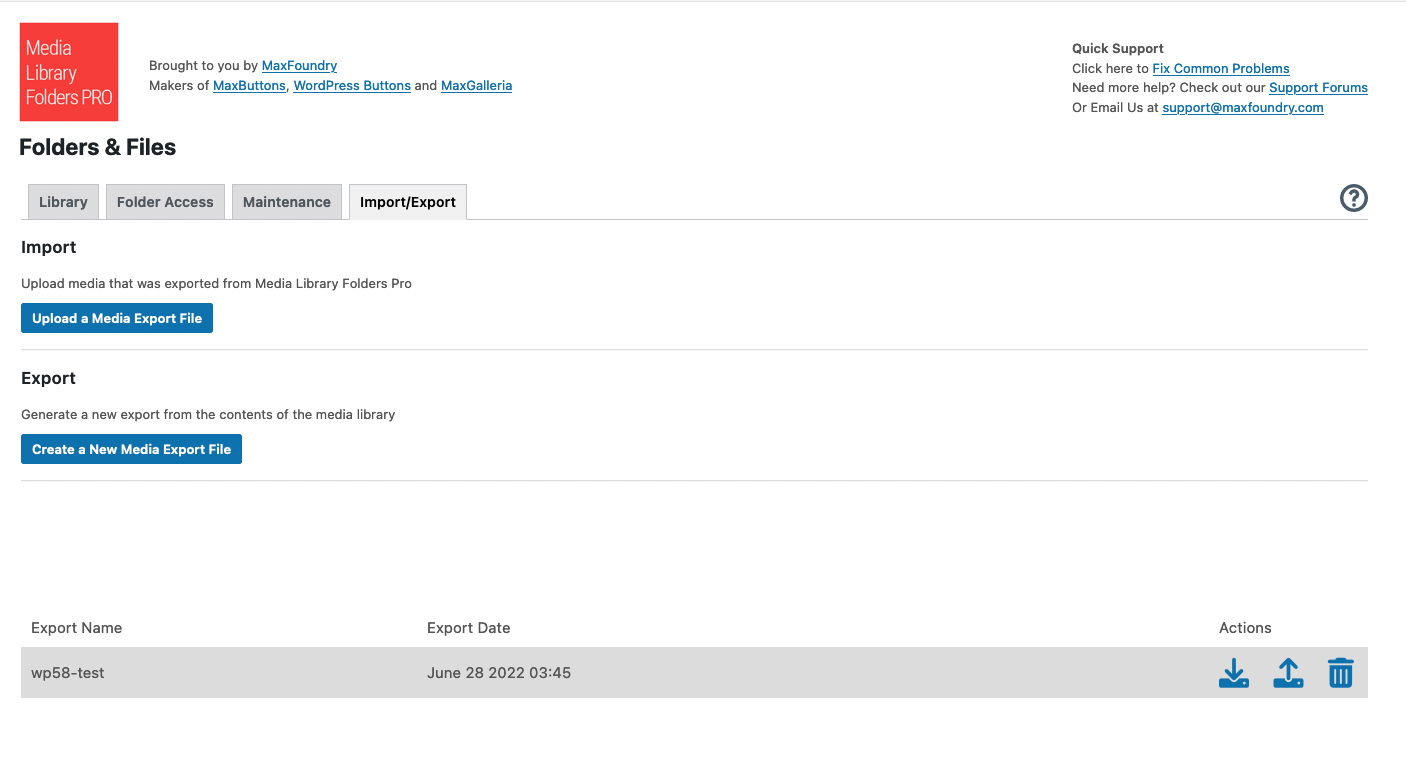 Media
Library
Folders PRO
Brought to you by MaxFoundry
Makers of MaxButtons, WordPress Buttons and MaxGalleria
Quick Support
Click here to Fix Common Problems
Need more help? Check out our Support Forums
Or Email Us at support@maxfoundry.com
Folders & Files
Library
Folder Access
Maintenance
Import/Export
?
Import
Upload media that was exported from Media Library Folders Pro
Upload a Media Export File
Export
Generate a new export from the contents of the media library
Create a New Media Export File
Export Name
Export Date
Actions
wp58-test
June 28 2022 03:45